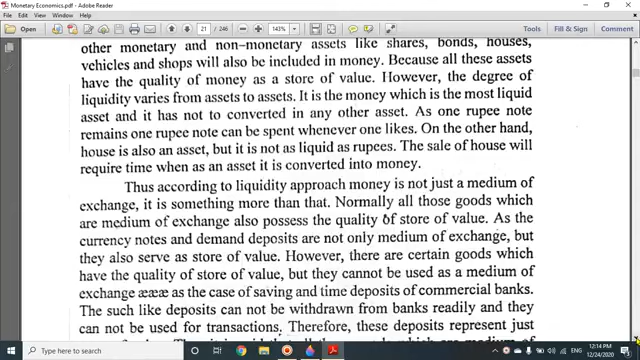 Monetary Economics.pdf - Adobe Reader
File Edit View Window Help
Open 21 / 246 143% Tools Fill & Sign Comment
other monetary and non-monetary assets like shares, bonds, houses,
vehicles and shops will also be included in money. Because all these assets
have the quality of money as a store of value. However, the degree of
liquidity varies from assets to assets. It is the money which is the most liquid
asset and it has not to converted in any other asset. As one rupee note
remains one rupee note can be spent whenever one likes. On the other hand,
house is also an asset, but it is not as liquid as rupees. The sale of house will
require time when as an asset it is converted into money.
Thus according to liquidity approach money is not just a medium of
exchange, it is something more than that. Normally all those goods which
are medium of exchange also possess the quality of store of value. As the
currency notes and demand deposits are not only medium of exchange, but
they also serve as store of value. However, there are certain goods which
have the quality of store of value, but they cannot be used as a medium of
exchange æææ as the case of saving and time deposits of commercial banks.
The such like deposits can not be withdrawn from banks readily and they
can not be used for transactions. Therefore, these deposits represent just
12:14 PM
ENG
12/24/2020